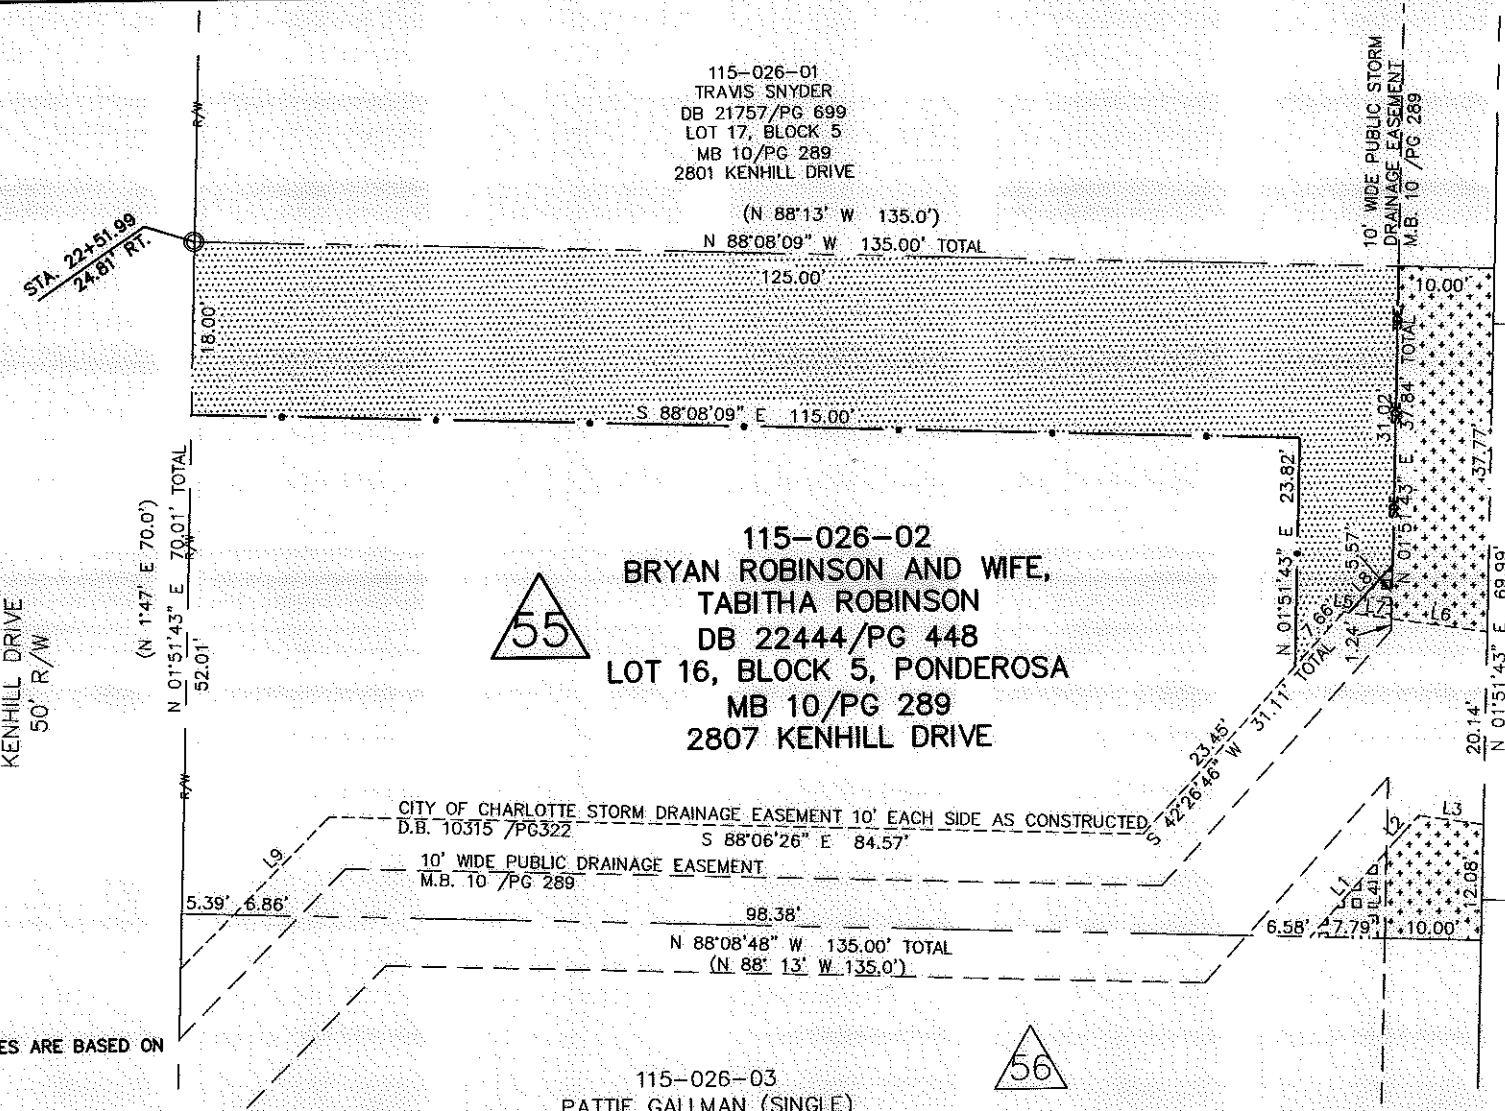 115-026-01
TRAVIS SNYDER
DB 21757/PG 699
LOT 17, BLOCK 5
MB 10/PG 289
2801 KENHILL DRIVE
10' WIDE PUBLIC STORM
DRAINAGE EASEMENT
M.B. 10 /PG 289
R/W
STA. 22+51.99
24.81' RT.
(N 88°13' W 135.0')
N 88°08'09" W 135.00' TOTAL
125.00'
10.00'
18.00'
S 88°08'09" E 115.00'
31.02'
SDE
SDE
SDE
N 01°51'43" E 37.84' TOTAL
37.77'
N 01°51'43" E 23.82'
KENHILL DRIVE
50' R/W
(N 1°47' E 70.0')
N 01°51'43" E 70.01' TOTAL
R/W
52.01'
R/W
55
115-026-02
BRYAN ROBINSON AND WIFE,
TABITHA ROBINSON
DB 22444/PG 448
LOT 16, BLOCK 5, PONDEROSA
MB 10/PG 289
2807 KENHILL DRIVE
5.57'
L8
L5
L7
L6
7.66'
1.24'
23.45'
S 42°26'46" W 31.11' TOTAL
20.14'
N 01°51'43" E 69.99'
CITY OF CHARLOTTE STORM DRAINAGE EASEMENT 10' EACH SIDE AS CONSTRUCTED
D.B. 10315 /PG322
S 88°06'26" E 84.57'
10' WIDE PUBLIC DRAINAGE EASEMENT
M.B. 10 /PG 289
L9
L3
L2
L1
L4
12.08'
5.39' 6.86'
98.38'
6.58' 7.79' 10.00'
N 88°08'48" W 135.00' TOTAL
(N 88° 13' W 135.0')
ES ARE BASED ON
56
115-026-03
PATTIE GALLMAN (SINGLE)